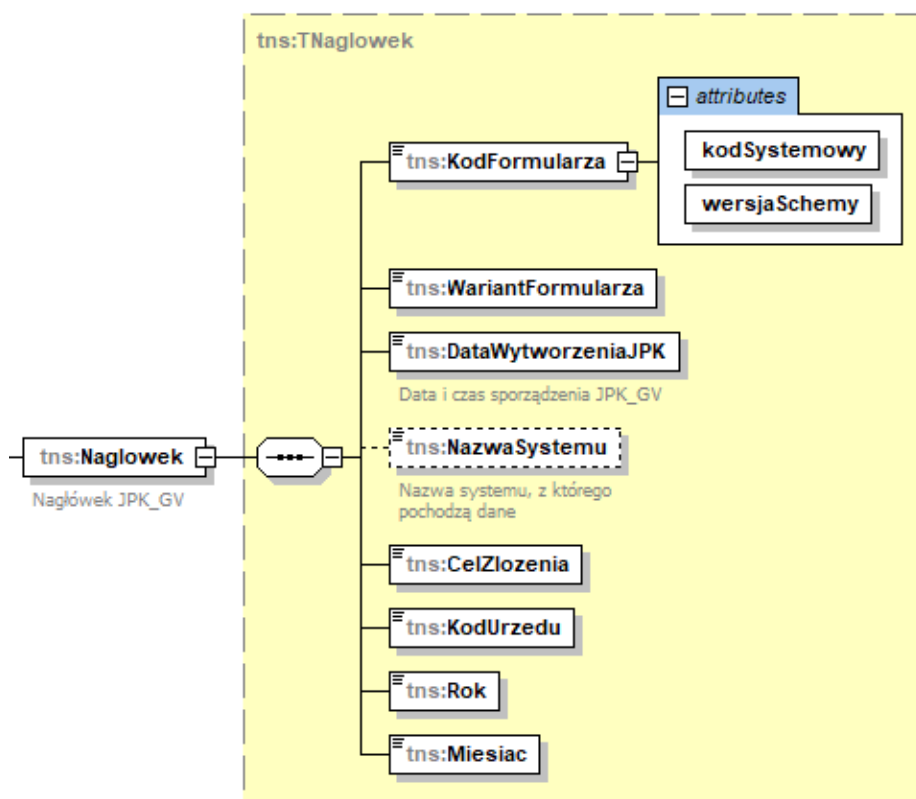 tns:TNaglowek
attributes
tns:KodFormularza
kodSystemowy
wersjaSchemy
tns:WariantFormularza
tns:DataWytworzeniaJPK
Data i czas sporządzenia JPK_GV
tns:NazwaSystemu
tns:Naglowek
Nazwa systemu, z którego
pochodzą dane
Nagłówek JPK_GV
tns:CelZlozenia
tns:KodUrzedu
tns:Rok
tns:Miesiac